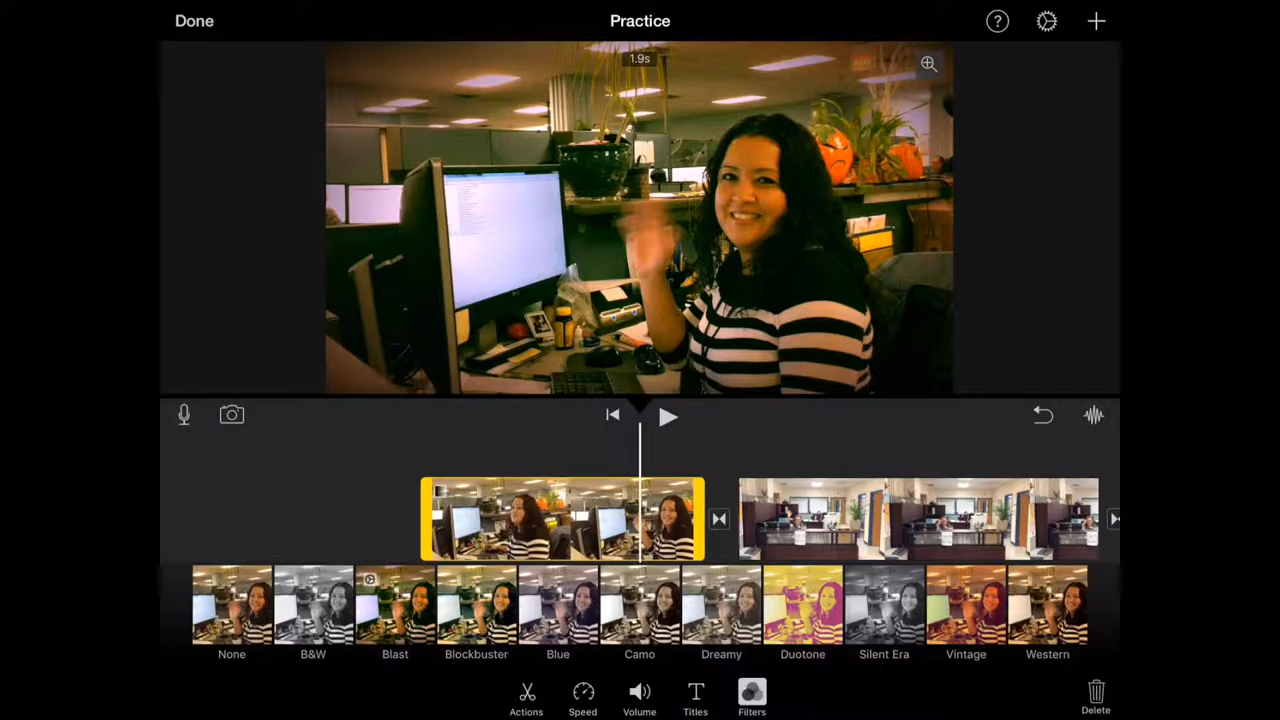 Done
Practice
?
1.9s
None
B&W
Blast
Blockbuster
Blue
Camo
Dreamy
Duotone
Silent Era
Vintage
Western
Actions
Speed
Volume
T
Titles
Filters
Delete